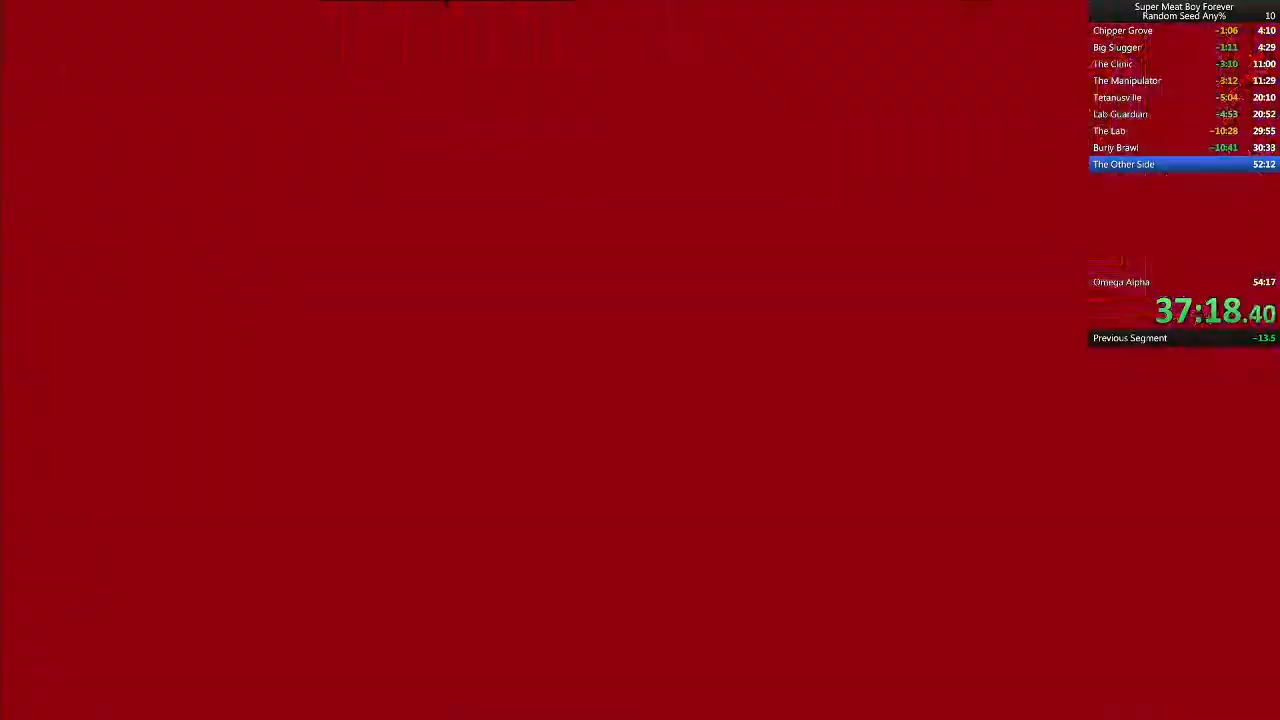 Super Meat Boy Forever
Random Seed Any% 10
Chipper Grove -1:06 4:10
Big Slugger -1:11 4:29
The Clinic -3:10 11:00
The Manipulator -3:12 11:29
Tetanusville -5:04 20:10
Lab Guardian -4:53 20:52
The Lab -10:28 29:55
Burly Brawl -10:41 30:33
The Other Side 52:12
Omega Alpha 54:17
37:18.40
Previous Segment -13.5